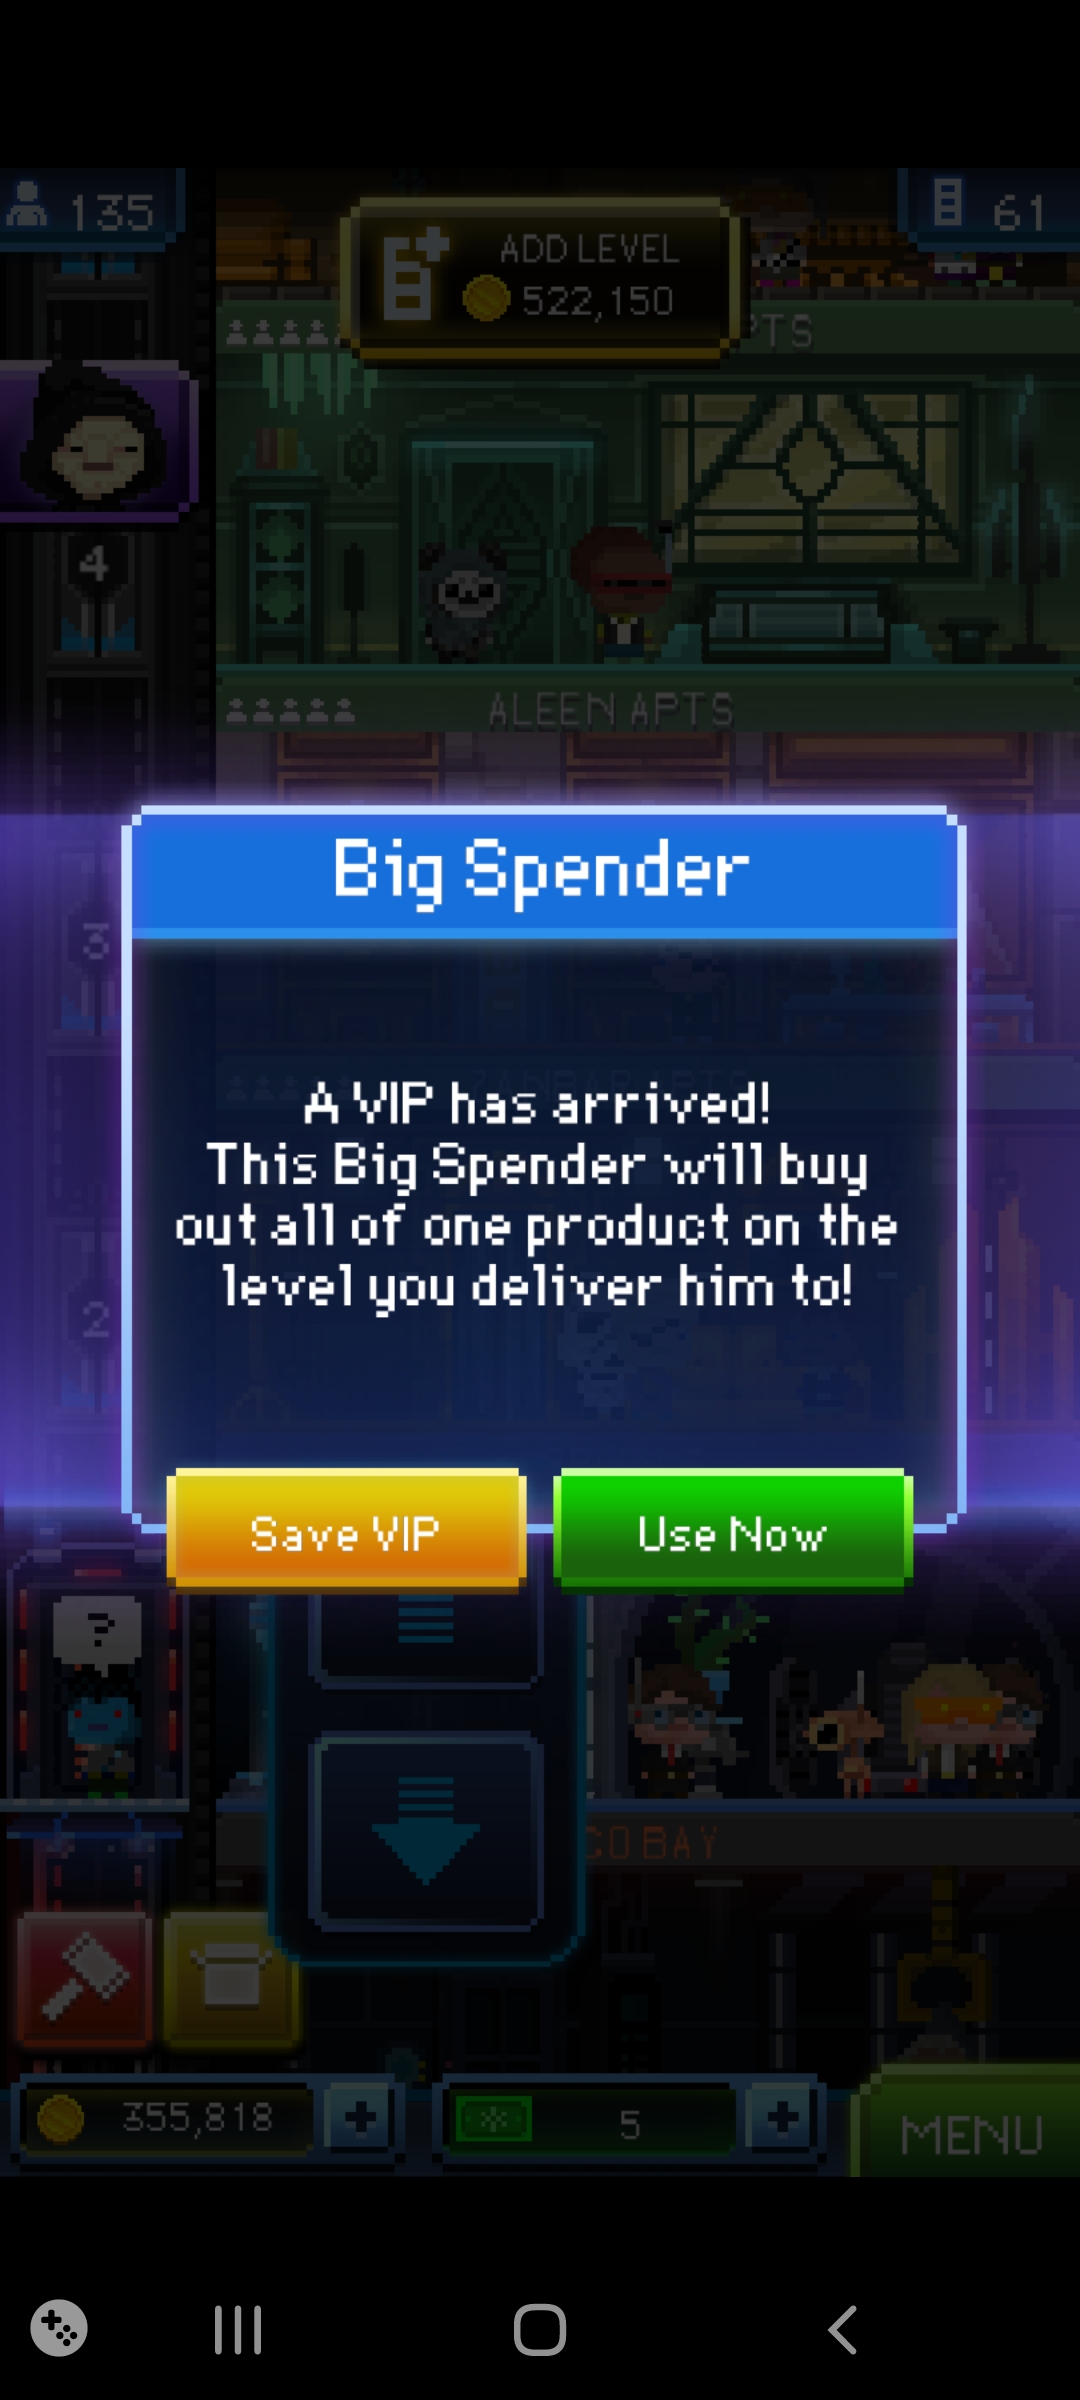 135
ADD LEVEL
522,150
61
PTS
4
ALEEN APTS
Big Spender
3
A VIP has arrived!
This Big Spender will buy
out all of one product on the
level you deliver him to!
2
Save VIP
Use Now
?
CO BAY
355,818
5
MENU